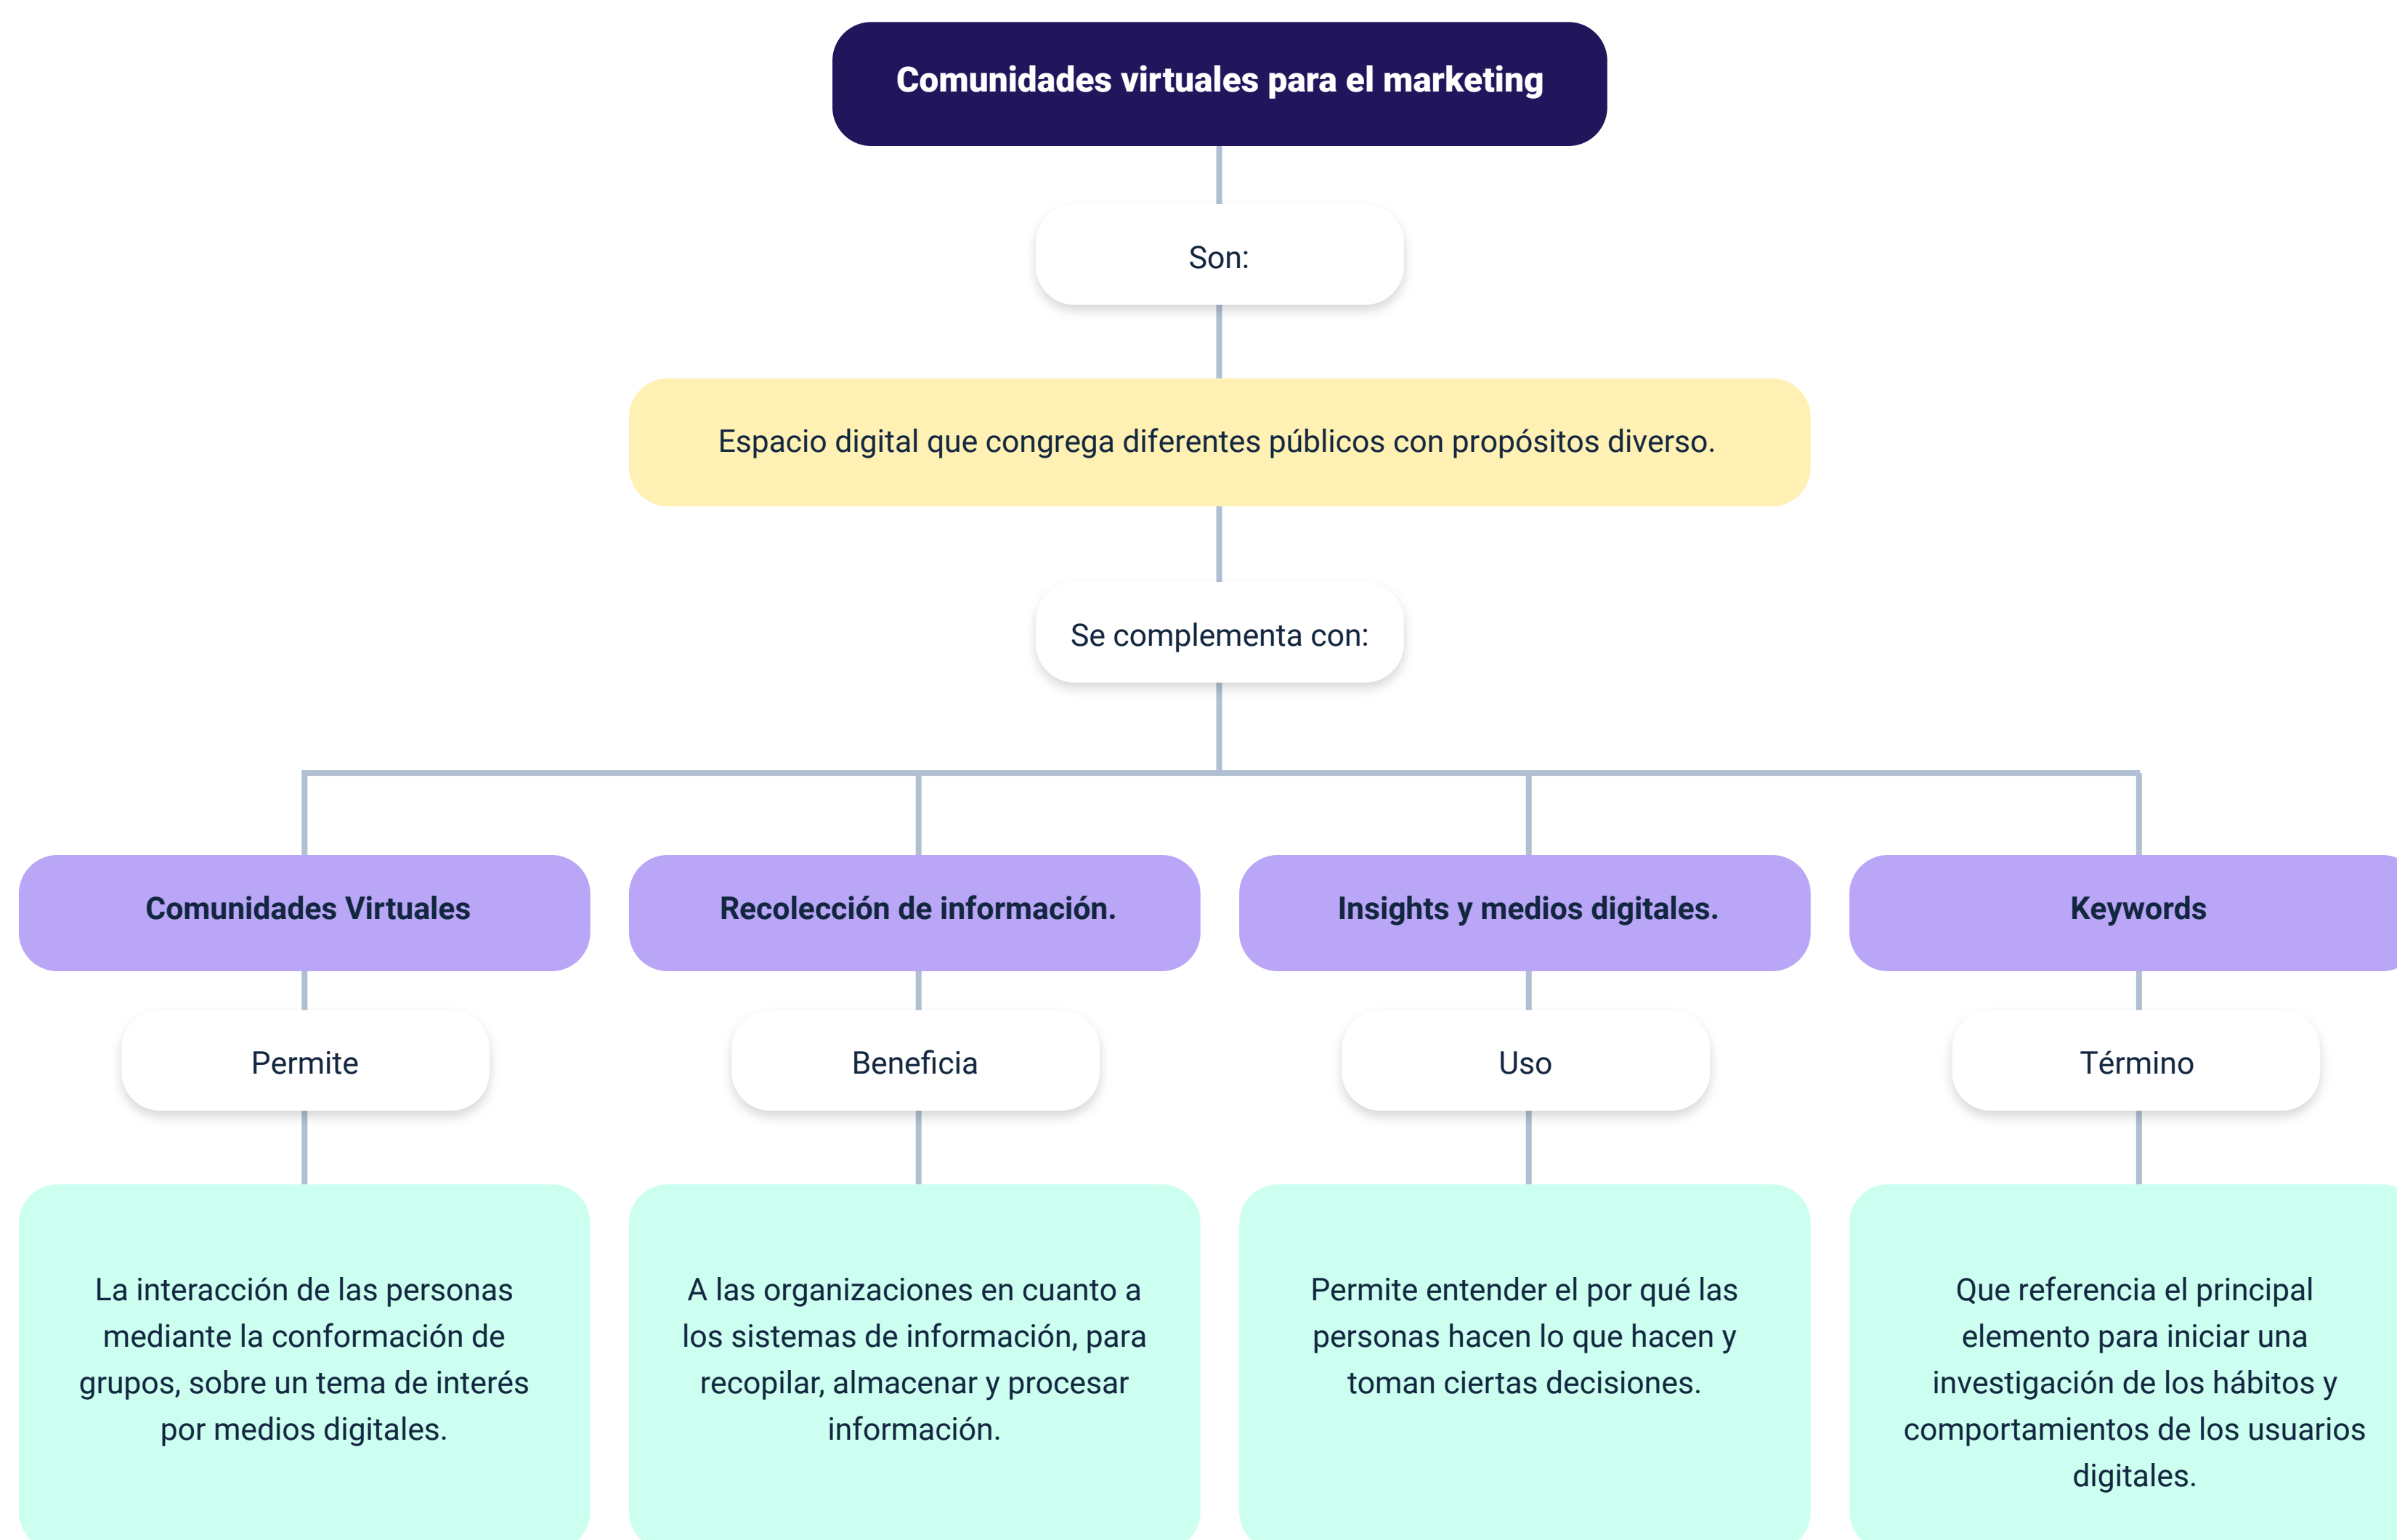 Comunidades virtuales para el marketing
Son:
Espacio digital que congrega diferentes públicos con propósitos diverso.
Se complementa con:
Comunidades Virtuales
Recolección de información.
Insights y medios digitales.
Keywords
Permite
Beneficia
Uso
Término
La interacción de las personas
mediante la conformación de
grupos, sobre un tema de interés
por medios digitales.
A las organizaciones en cuanto a
los sistemas de información, para
recopilar, almacenar y procesar
información.
Permite entender el por qué las
personas hacen lo que hacen y
toman ciertas decisiones.
Que referencia el principal
elemento para iniciar una
investigación de los hábitos y
comportamientos de los usuarios
digitales.